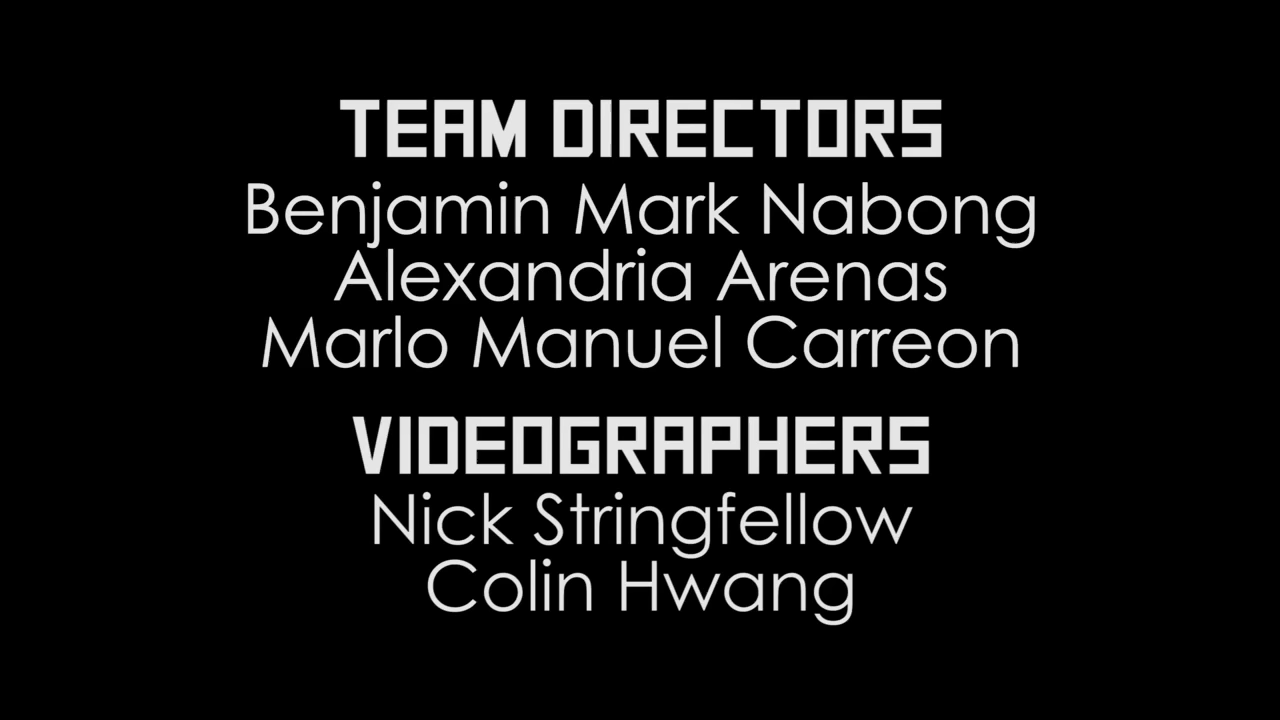 TEAM DIRECTORS
Benjamin Mark Nabong
Alexandria Arenas
Marlo Manuel Carreon
VIDEOGRAPHERS
Nick Stringfellow
Colin Hwang